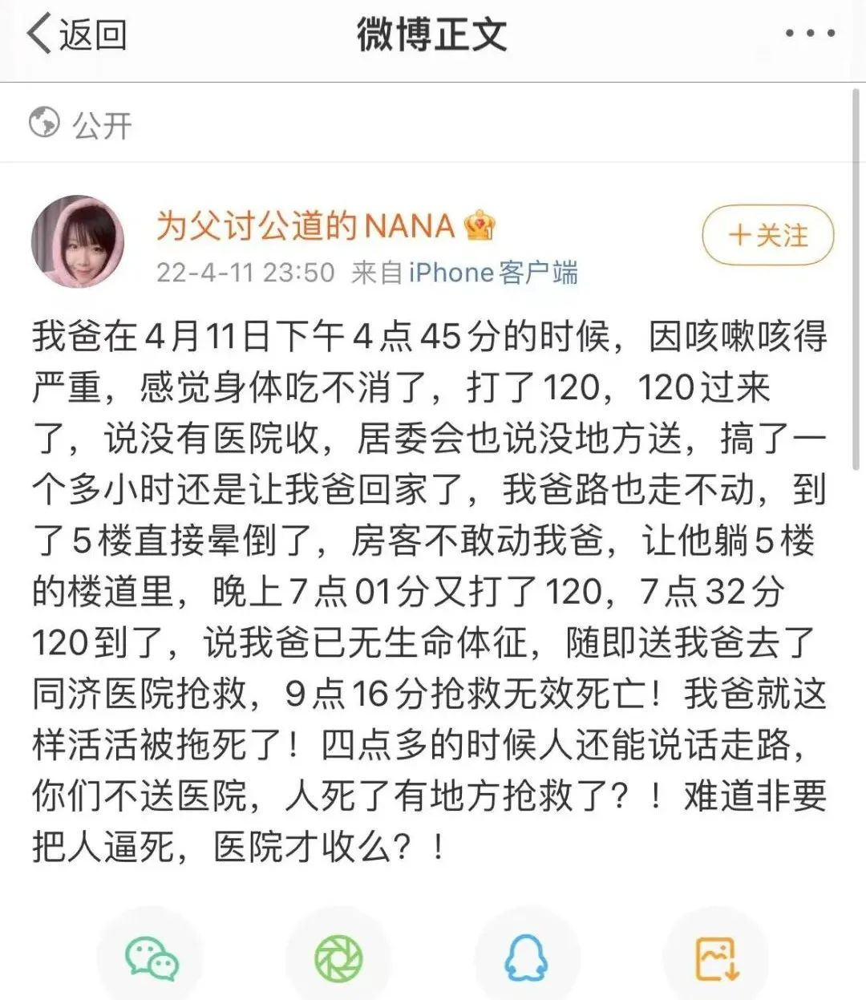 返回
微博正文
公开
为父讨公道的NANA
+关注
22-4-11 23:50 来自iPhone客户端
我爸在4月11日下午4点45分的时候，因咳嗽咳得
严重，感觉身体吃不消了，打了120，120过来
了，说没有医院收，居委会也说没地方送，搞了一
个多小时还是让我爸回家了，我爸路也走不动，到
了5楼直接晕倒了，房客不敢动我爸，让他躺5楼
的楼道里，晚上7点01分又打了120，7点32分
120到了，说我爸已无生命体征，随即送我爸去了
同济医院抢救，9点16分抢救无效死亡！我爸就这
样活活被拖死了！四点多的时候人还能说话走路，
你们不送医院，人死了有地方抢救了？！难道非要
把人逼死，医院才收么？！